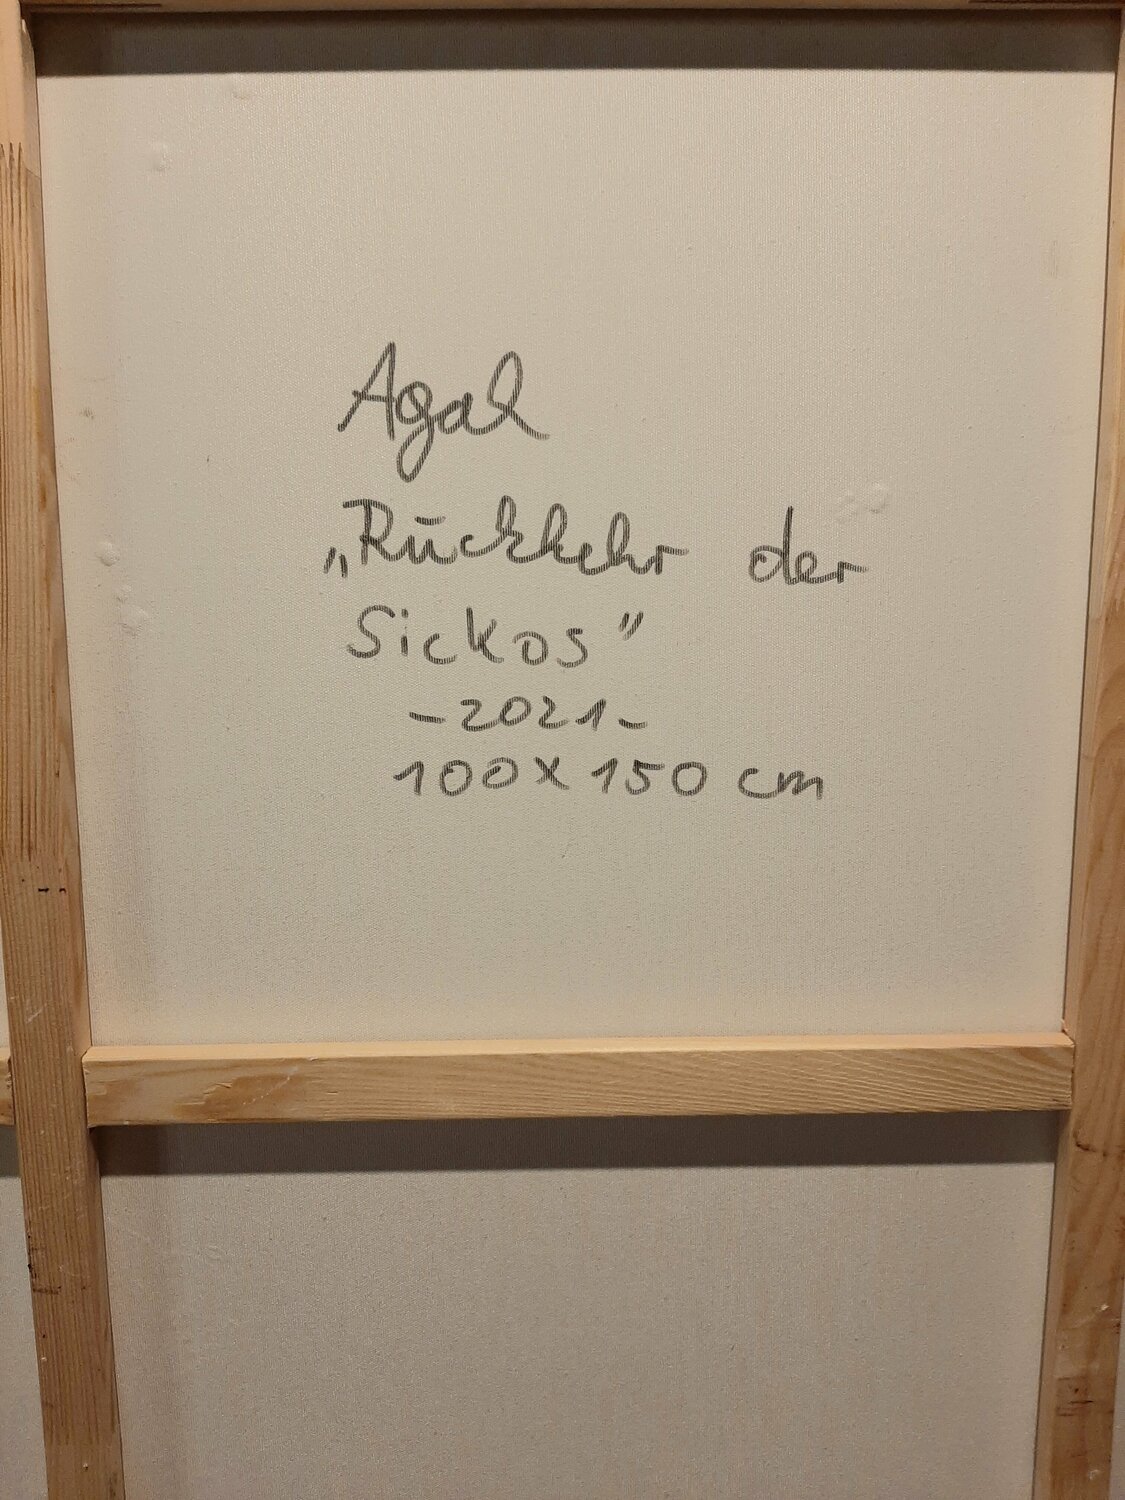 Agal
„Rückkehr der
Sickos”
-2021-
100x150 cm